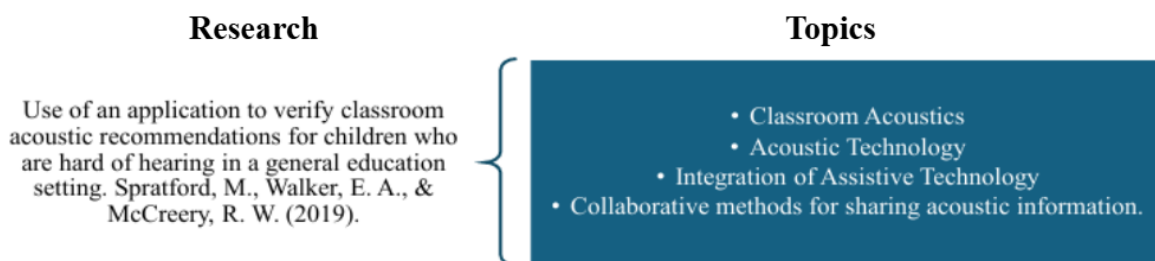 Research
Topics
Use of an application to verify classroom
acoustic recommendations for children who
are hard of hearing in a general education
setting. Spratford, M., Walker, E. A., &
McCreery, R. W. (2019).
• Classroom Acoustics
• Acoustic Technology
• Integration of Assistive Technology
• Collaborative methods for sharing acoustic information.